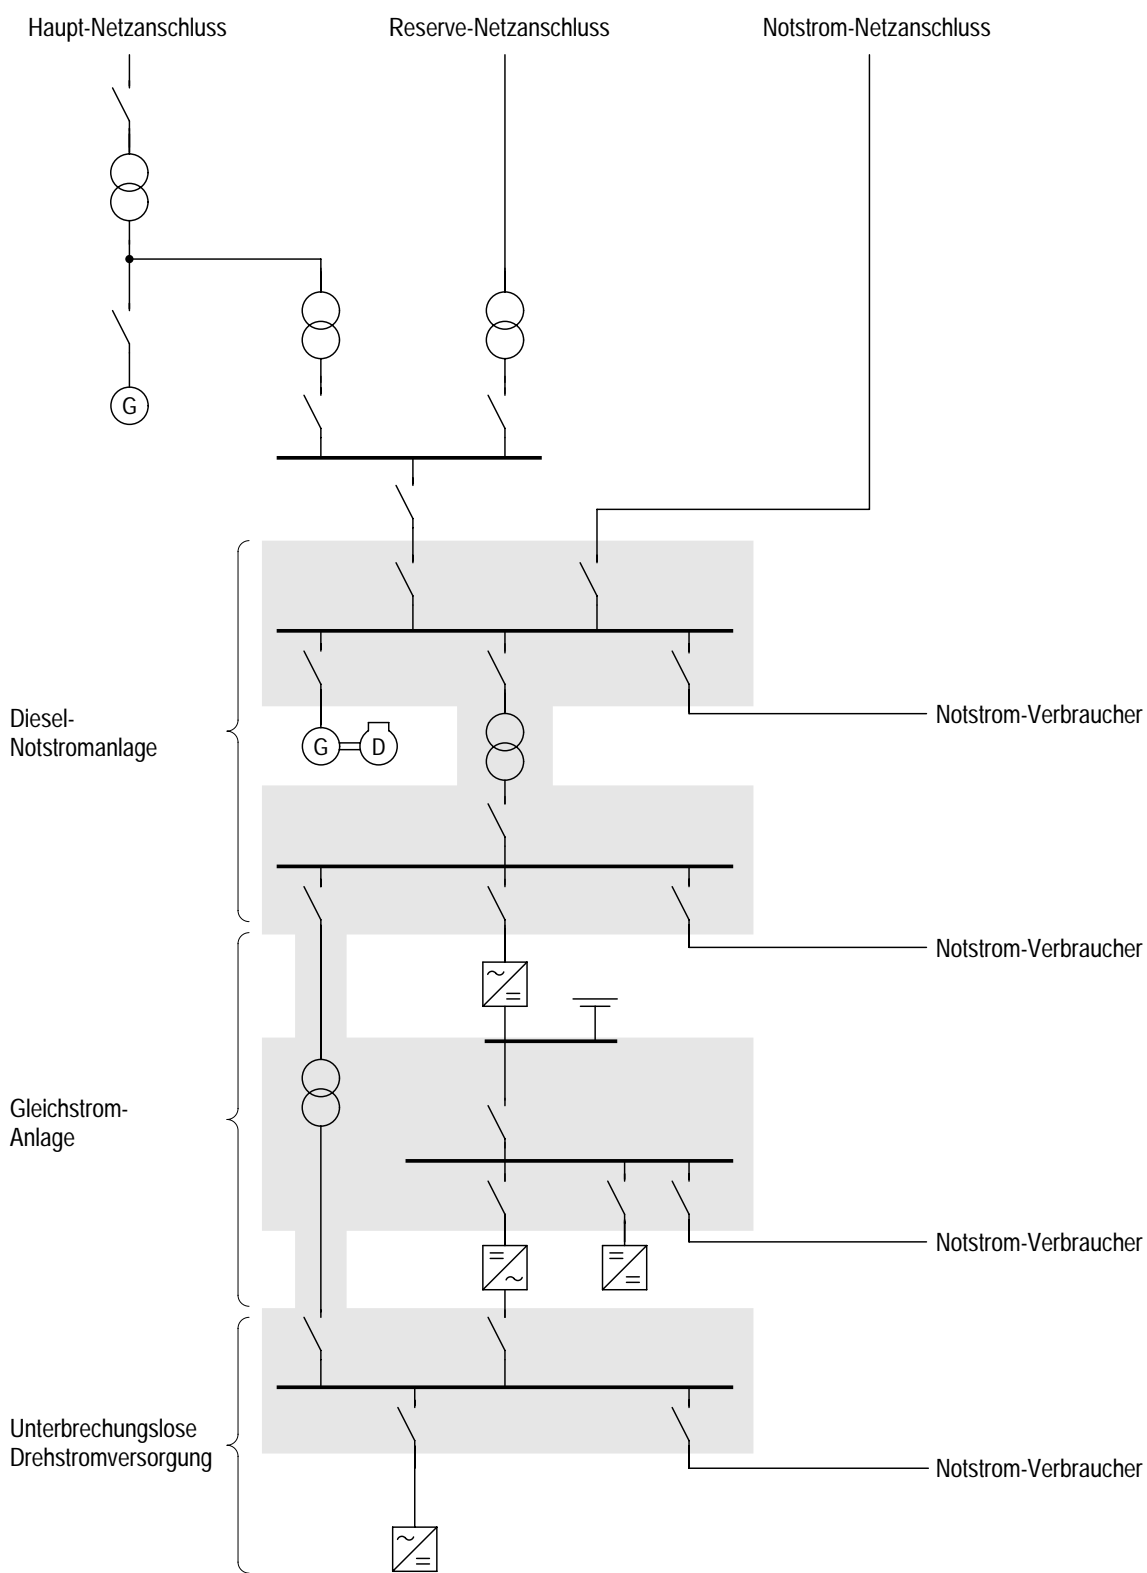 Haupt-Netzanschluss
Reserve-Netzanschluss
Notstrom-Netzanschluss
G
Diesel-
Notstromanlage
G
D
Notstrom-Verbraucher
Notstrom-Verbraucher
Gleichstrom-
Anlage
Notstrom-Verbraucher
Unterbrechungslose
Drehstromversorgung
Notstrom-Verbraucher